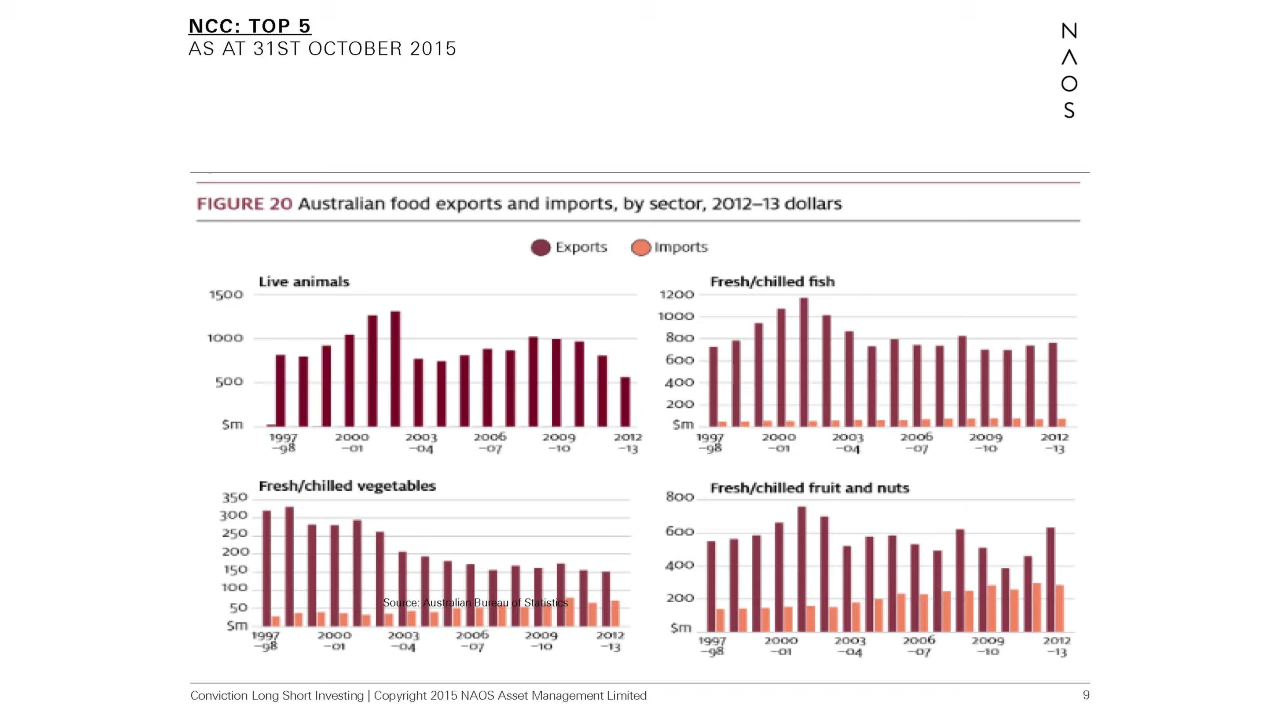 NCC: TOP 5
AS AT 31ST OCTOBER 2015
N
Λ
O
S
FIGURE 20 Australian food exports and imports, by sector, 2012–13 dollars
Exports Imports
Live animals
1500
1000
500
$m
1997 2000 2003 2006 2009 2012
–98 –01 –04 –07 –10 –13
Fresh/chilled fish
1200
1000
800
600
400
200
$m
1997 2000 2003 2006 2009 2012
–98 –01 –04 –07 –10 –13
Fresh/chilled vegetables
350
300
250
200
150
100
50
$m
Source: Australian Bureau of Statistics
1997 2000 2003 2006 2009 2012
–98 –01 –04 –07 –10 –13
Fresh/chilled fruit and nuts
800
600
400
200
$m
1997 2000 2003 2006 2009 2012
–98 –01 –04 –07 –10 –13
Conviction Long Short Investing | Copyright 2015 NAOS Asset Management Limited 9